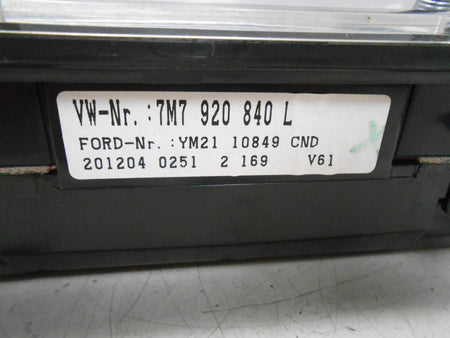 VW-Nr.:7M7 920 840 L
FORD-Nr.:YM21 10849 CND
201204 0251 2 169 V61